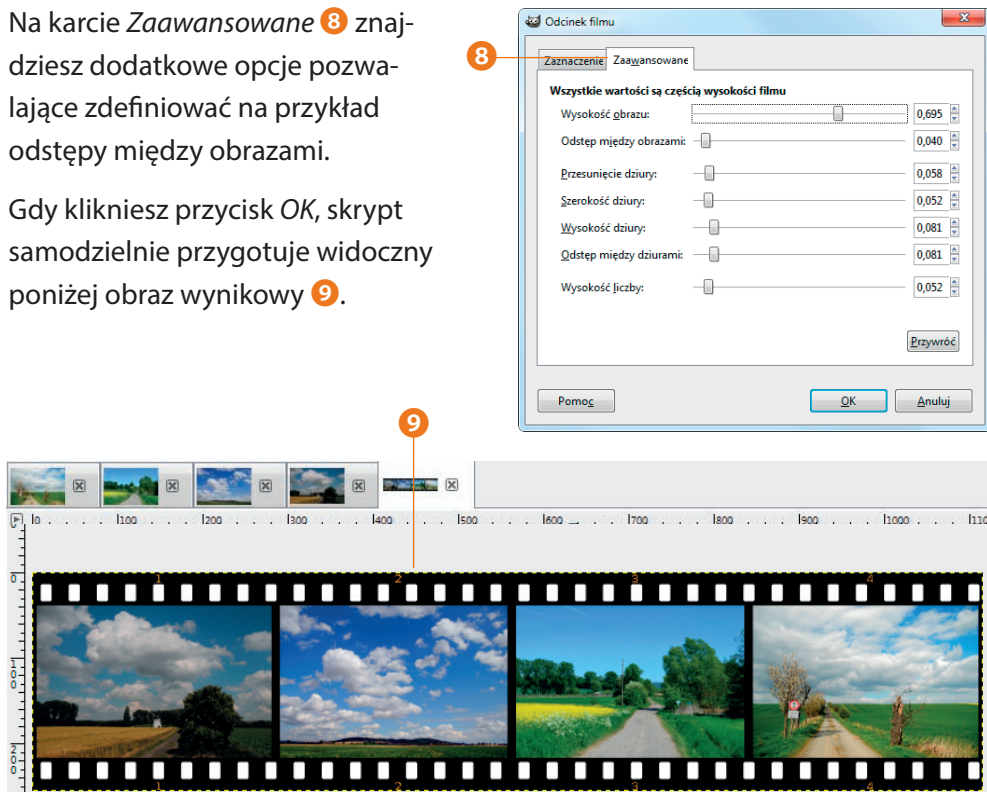 Na karcie Zaawansowane 8 znaj-
dziesz dodatkowe opcje pozwa-
lające zdefiniować na przykład
odstępy między obrazami.
Gdy klikniesz przycisk OK, skrypt
samodzielnie przygotuje widoczny
poniżej obraz wynikowy 9.
8
Odcinek filmu
Zaznaczenie Zaawansowane
Wszystkie wartości są częścią wysokości filmu
Wysokość obrazu: 0,695
Odstęp między obrazami: 0,040
Przesunięcie dziury: 0,058
Szerokość dziury: 0,052
Wysokość dziury: 0,081
Odstęp między dziurami: 0,081
Wysokość liczby: 0,052
Przywróć
Pomoc OK Anuluj
9
0 100 200 300 400 500 600 700 800 900 1000 110
0
100
200
1 2 3 4
1 2 3 4